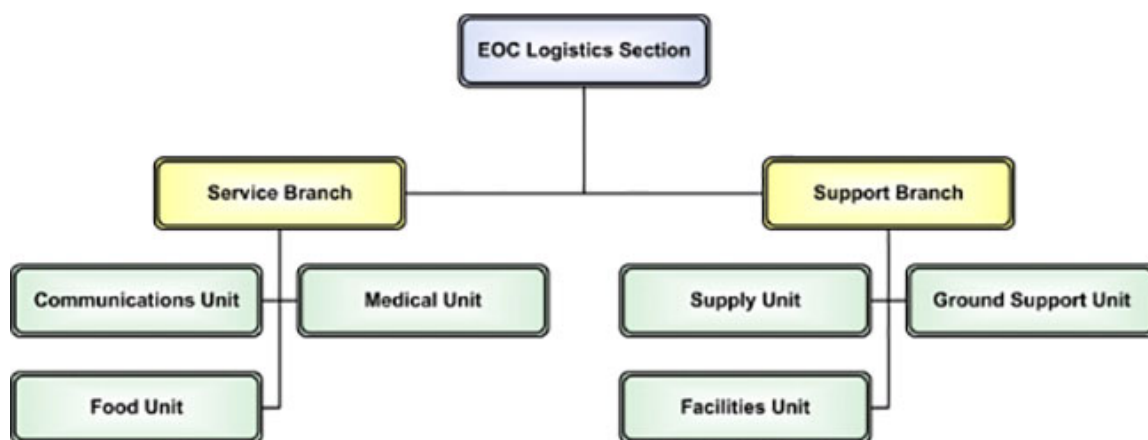 EOC Logistics Section
Service Branch
Support Branch
Communications Unit
Medical Unit
Supply Unit
Ground Support Unit
Food Unit
Facilities Unit